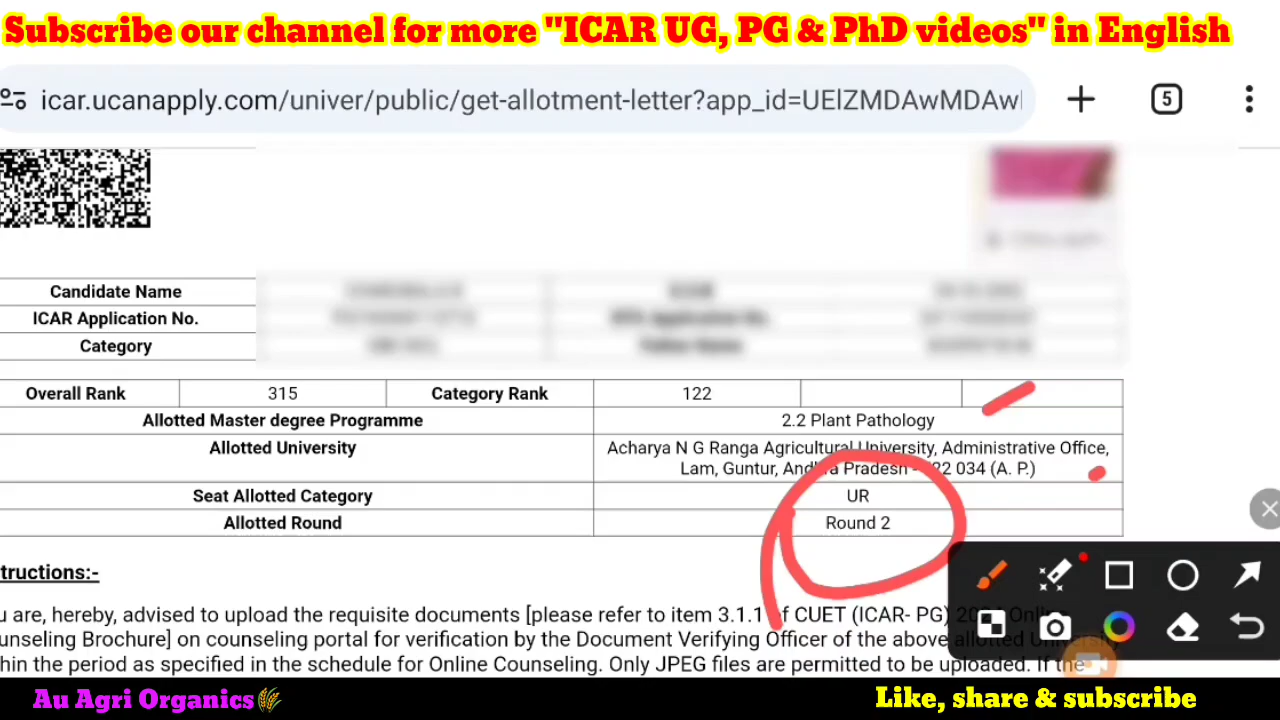 Subscribe our channel for more "ICAR UG, PG & PhD videos" in English
icar.ucanapply.com/univer/public/get-allotment-letter?app_id=UElZMDAwMDAw
5
Candidate Name
ICAR Application No.
Category
Overall Rank 315 Category Rank 122
Allotted Master degree Programme 2.2 Plant Pathology
Allotted University Acharya N G Ranga Agricultural University, Administrative Office,
Lam, Guntur, Andhra Pradesh - 522 034 (A. P.)
Seat Allotted Category UR
Allotted Round Round 2
tructions:-
u are, hereby, advised to upload the requisite documents [please refer to item 3.1.1 of CUET (ICAR- PG) Online
unseling Brochure] on counseling portal for verification by the Document Verifying Officer of the above allotted University
hin the period as specified in the schedule for Online Counseling. Only JPEG files are permitted to be uploaded. If the
Au Agri Organics🌾
Like, share & subscribe